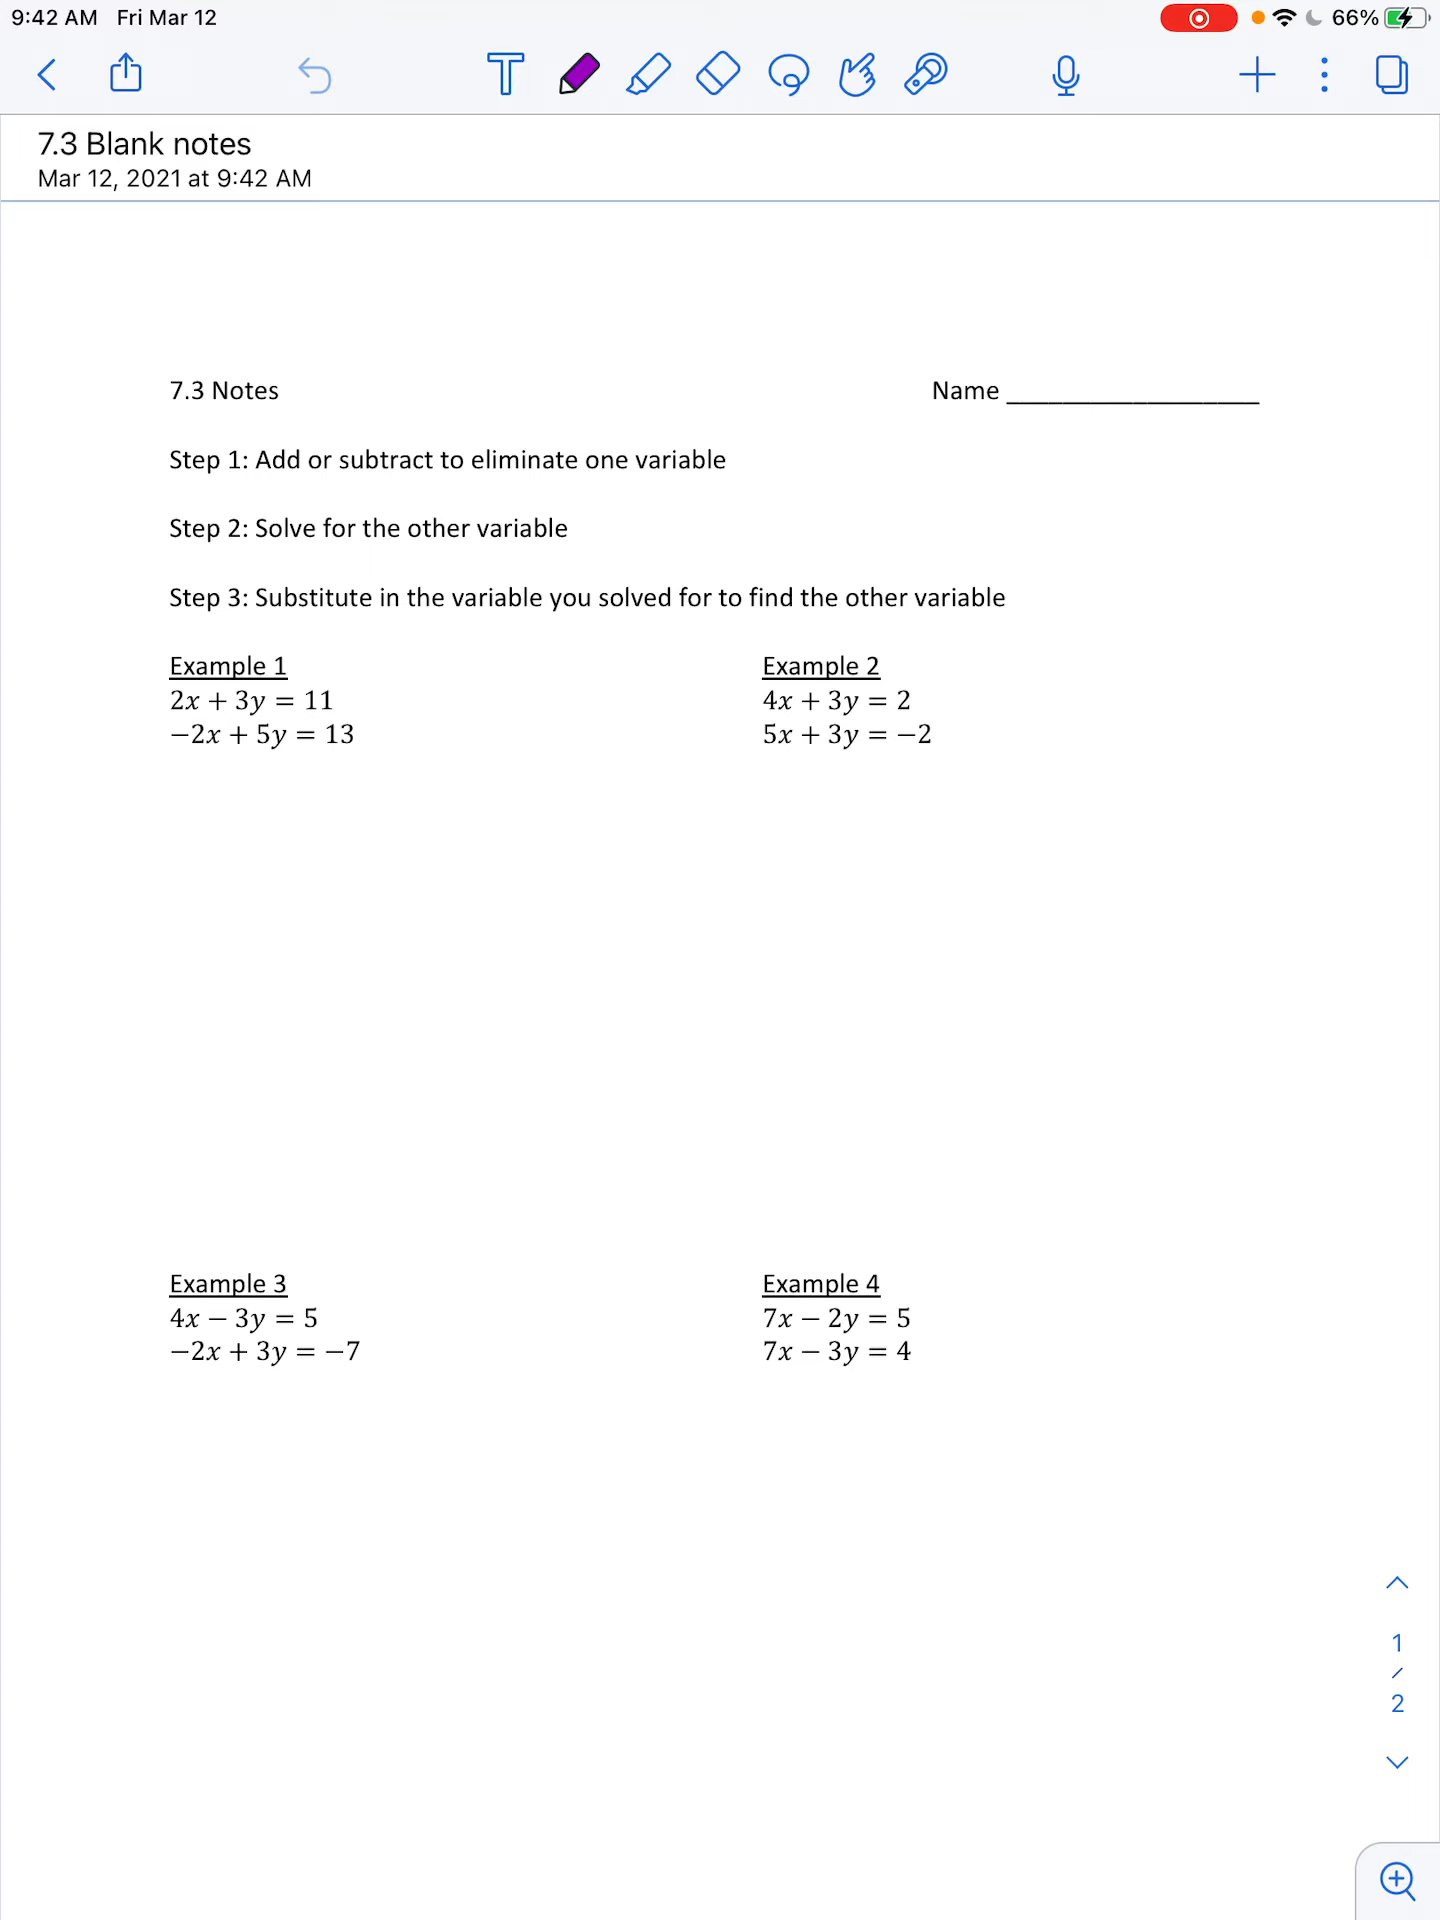 9:42 AM Fri Mar 12 66%
T
7.3 Blank notes
Mar 12, 2021 at 9:42 AM
7.3 Notes Name __________________
Step 1: Add or subtract to eliminate one variable
Step 2: Solve for the other variable
Step 3: Substitute in the variable you solved for to find the other variable
Example 1
2x + 3y = 11
−2x + 5y = 13
Example 2
4x + 3y = 2
5x + 3y = −2
Example 3
4x − 3y = 5
−2x + 3y = −7
Example 4
7x − 2y = 5
7x − 3y = 4
1
/
2